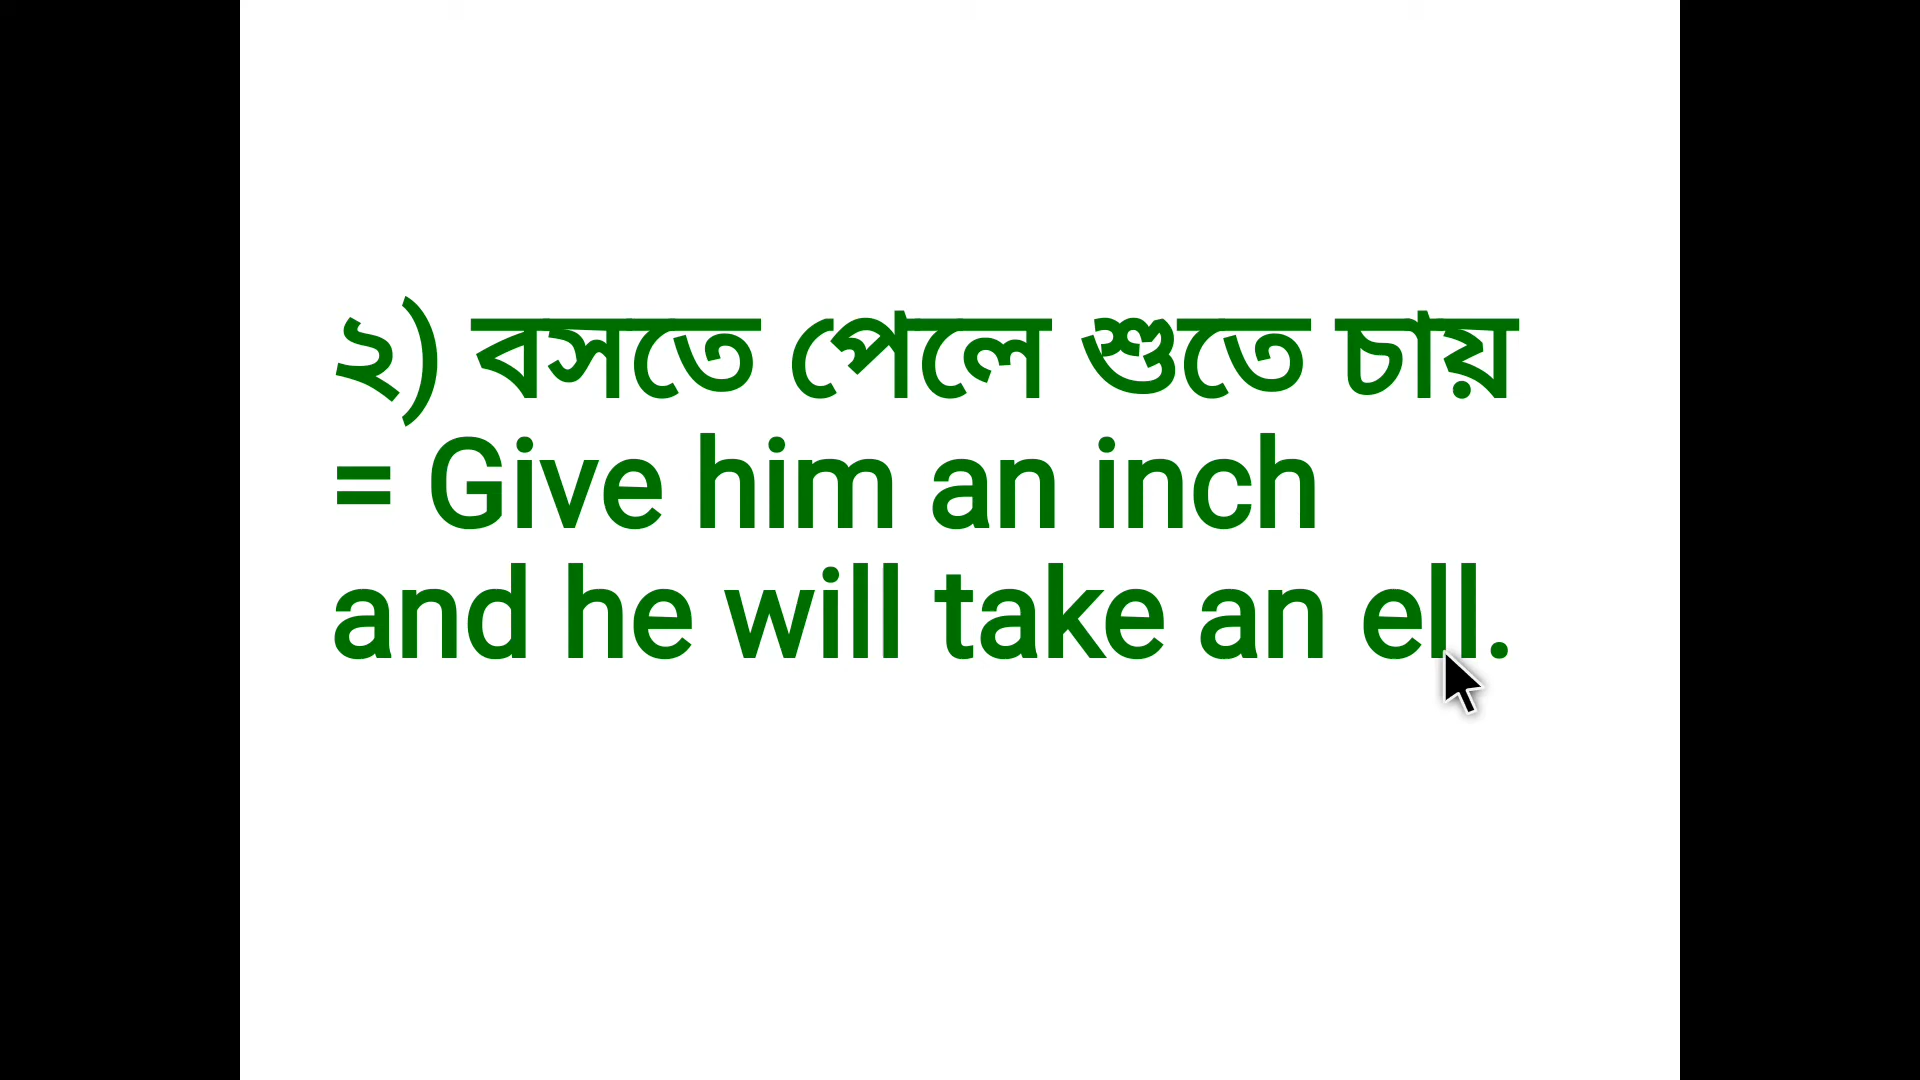 ২) বসতে পেলে শুতে চায়
= Give him an inch
and he will take an ell.